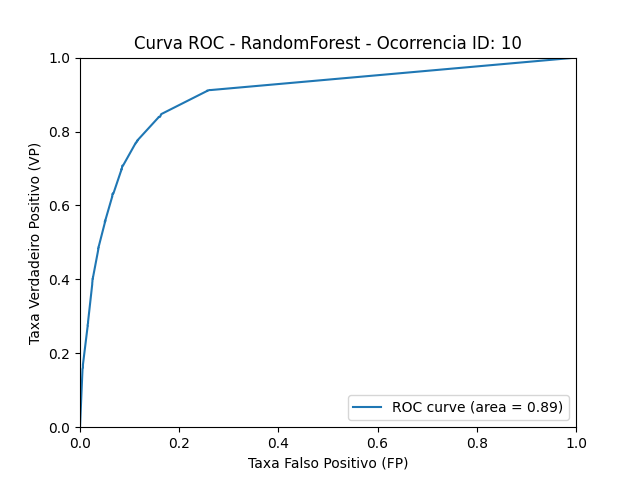 Curva ROC - RandomForest - Ocorrencia ID: 10
1.0
0.8
0.6
0.4
0.2
0.0
Taxa Verdadeiro Positivo (VP)
ROC curve (area = 0.89)
0.0 0.2 0.4 0.6 0.8 1.0
Taxa Falso Positivo (FP)